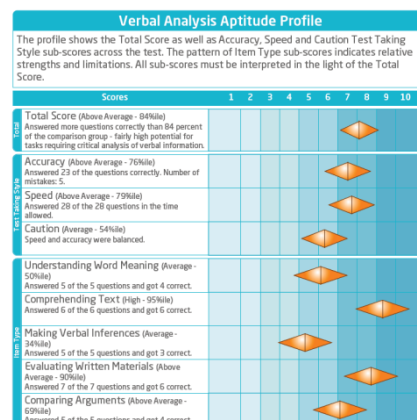 Verbal Analysis Aptitude Profile
The profile shows the Total Score as well as Accuracy, Speed and Caution Test Taking
Style sub-scores across the test. The pattern of Item Type sub-scores indicates relative
strengths and limitations. All sub-scores must be interpreted in the light of the Total
Score.
Scores 1 2 3 4 5 6 7 8 9 10
Total
Total Score (Above Average - 84%ile)
Answered more questions correctly than 84 percent
of the comparison group - fairly high potential for
tasks requiring critical analysis of verbal information.
Test Taking Style
Accuracy (Above Average - 76%ile)
Answered 23 of the questions correctly. Number of
mistakes: 5.
Speed (Above Average - 79%ile)
Answered 28 of the 28 questions in the time
allowed.
Caution (Average - 54%ile)
Speed and accuracy were balanced.
Item Type
Understanding Word Meaning (Average -
50%ile)
Answered 5 of the 5 questions and got 4 correct.
Comprehending Text (High - 95%ile)
Answered 6 of the 6 questions and got 6 correct.
Making Verbal Inferences (Average -
34%ile)
Answered 5 of the 5 questions and got 3 correct.
Evaluating Written Materials (Above
Average - 90%ile)
Answered 7 of the 7 questions and got 6 correct.
Comparing Arguments (Above Average -
69%ile)